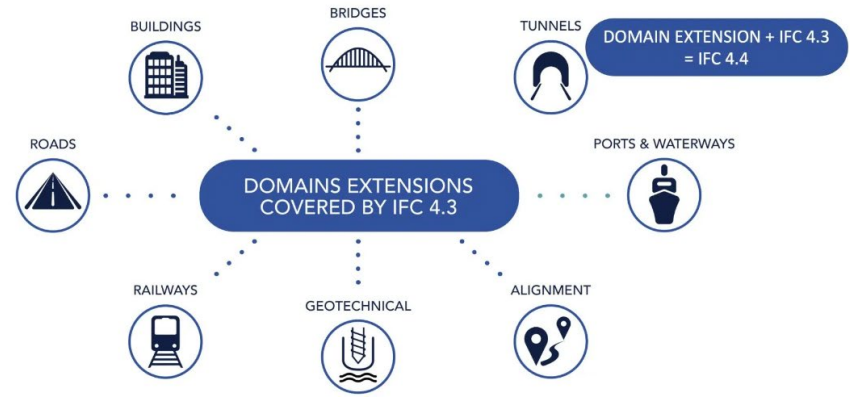 BRIDGES
BUILDINGS
TUNNELS
DOMAIN EXTENSION + IFC 4.3
= IFC 4.4
ROADS
PORTS & WATERWAYS
DOMAINS EXTENSIONS
COVERED BY IFC 4.3
RAILWAYS
GEOTECHNICAL
ALIGNMENT